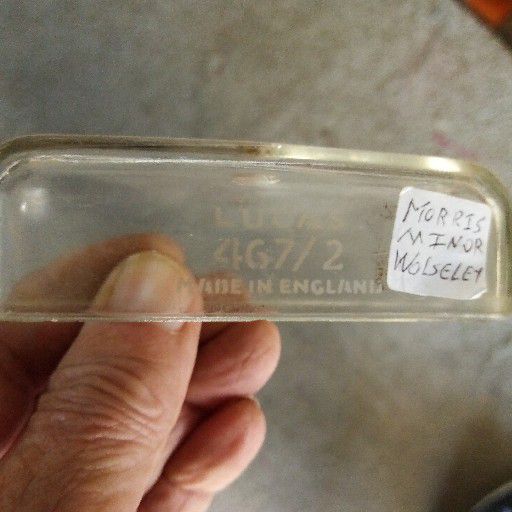 LUCAS
467/2
MADE IN ENGLAND
MORRIS
MINOR
WOLSELEY